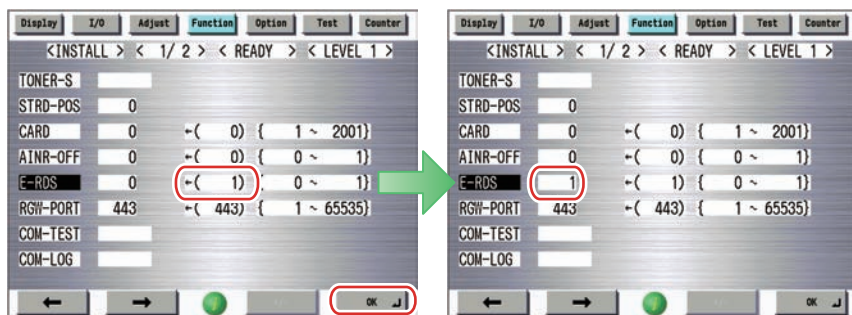 Display I/O Adjust Function Option Test Counter
<INSTALL > < 1/ 2 > < READY > < LEVEL 1 >
TONER-S
STRD-POS 0
CARD 0 ←( 0) { 1 ~ 2001}
AINR-OFF 0 ←( 0) { 0 ~ 1}
E-RDS 0 ←( 1) { 0 ~ 1}
RGW-PORT 443 ←( 443) { 1 ~ 65535}
COM-TEST
COM-LOG
← → OK
Display I/O Adjust Function Option Test Counter
<INSTALL > < 1/ 2 > < READY > < LEVEL 1 >
TONER-S
STRD-POS 0
CARD 0 ←( 0) { 1 ~ 2001}
AINR-OFF 0 ←( 0) { 0 ~ 1}
E-RDS 1 ←( 1) { 0 ~ 1}
RGW-PORT 443 ←( 443) { 1 ~ 65535}
COM-TEST
COM-LOG
← → OK